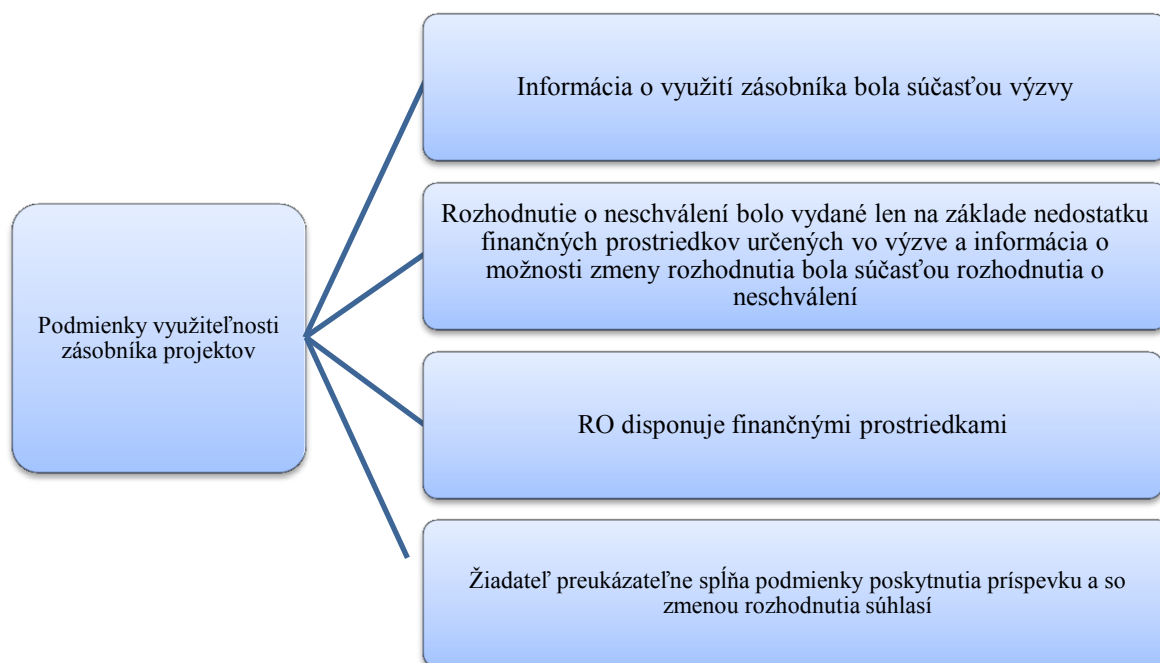 Podmienky využiteľnosti
zásobníka projektov
Informácia o využití zásobníka bola súčasťou výzvy
Rozhodnutie o neschválení bolo vydané len na základe nedostatku
finančných prostriedkov určených vo výzve a informácia o
možnosti zmeny rozhodnutia bola súčasťou rozhodnutia o
neschválení
RO disponuje finančnými prostriedkami
Žiadateľ preukázateľne spĺňa podmienky poskytnutia príspevku a so
zmenou rozhodnutia súhlasí